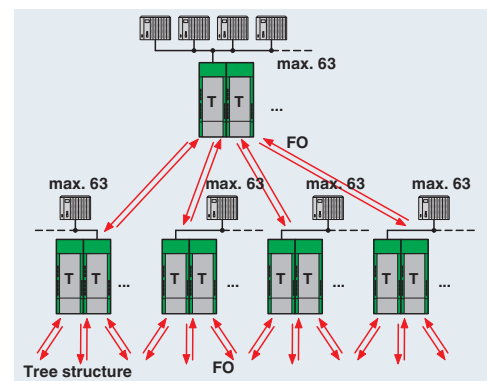 max. 63
T T ...
FO
max. 63 max. 63 max. 63 max. 63
T T ... T T ... T T ... T T ...
Tree structure FO